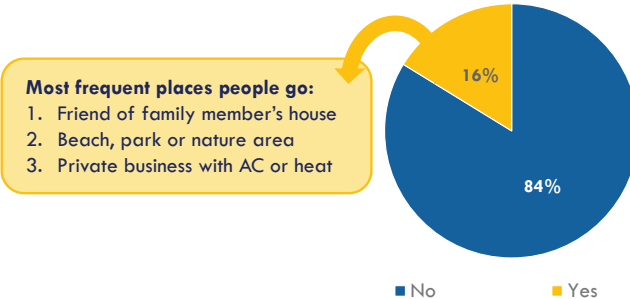 Most frequent places people go:
1. Friend of family member's house
2. Beach, park or nature area
3. Private business with AC or heat
16%
84%
No
Yes